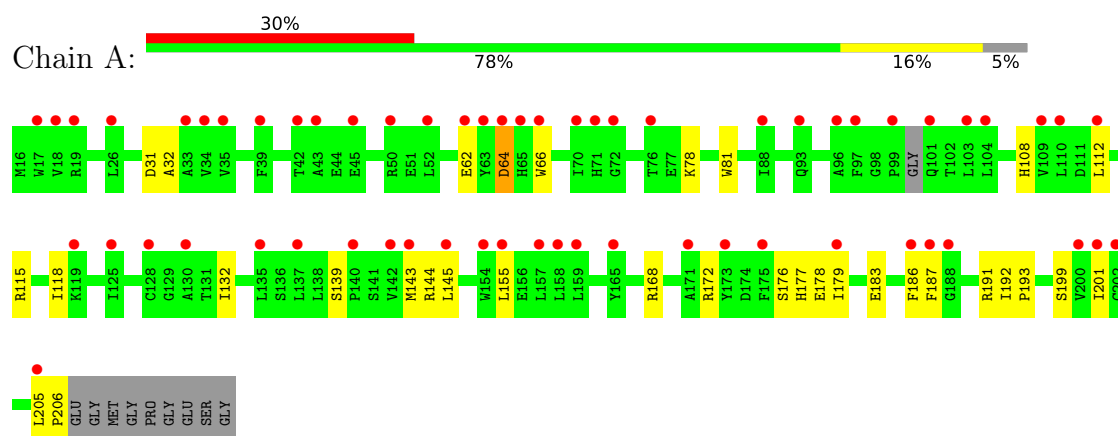 30%
Chain A:
78% 16% 5%
M16 W17 V18 R19 L26 D31 A32 A33 V34 V35 F39 T42 A43 E44 E45 R50 E51 L52 E62 Y63 D64 H65 W66 I70 H71 G72 T76 E77 K78 W81 I88 Q93 A96 F97 G98 P99 GLY Q101 T102 L103 L104 H108 V109 L110 D111 L112
R115 I118 K119 I125 C128 G129 A130 T131 I132 L135 S136 L137 L138 S139 P140 S141 V142 M143 R144 L145 W154 L155 E156 L157 L158 L159 Y165 R168 A171 R172 Y173 D174 F175 S176 H177 E178 I179 E183 F186 F187 G188 R191 I192 P193 S199 V200 I201
L205 P206 GLU GLY MET GLY PRO GLY GLU SER GLY